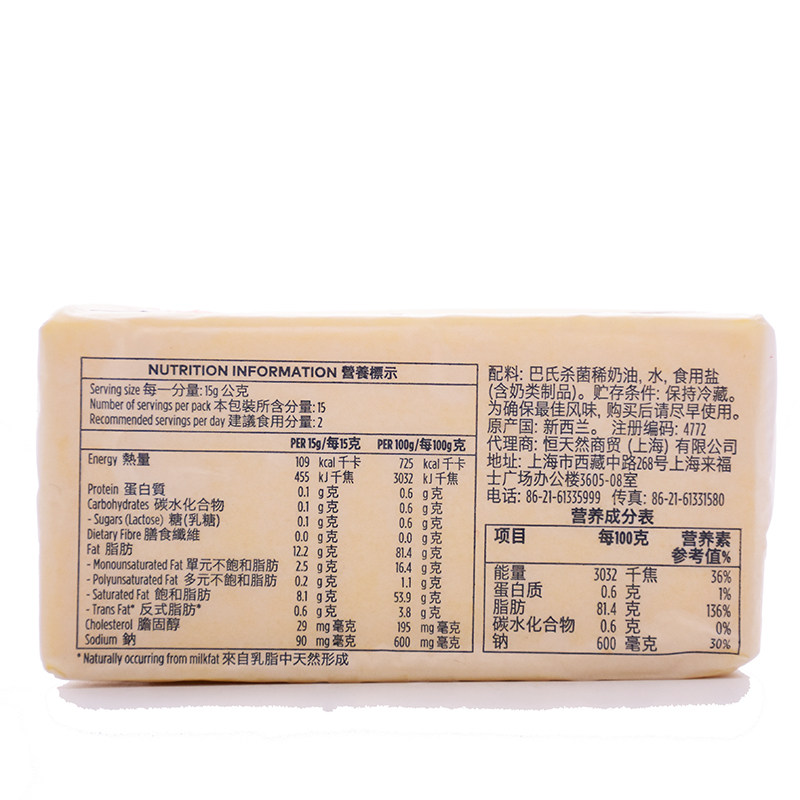 NUTRITION INFORMATION 營養標示
Serving size 每一分量: 15g 公克
Number of servings per pack 本包裝所含分量: 15
Recommended servings per day 建議食用分量: 2
PER 15g/每15克 PER 100g/每100g克
Energy 熱量 109 kcal 千卡 725 kcal 千卡
455 kJ 千焦 3032 kJ 千焦
Protein 蛋白質 0.1 g 克 0.6 g 克
Carbohydrates 碳水化合物 0.1 g 克 0.6 g 克
- Sugars (Lactose) 糖(乳糖) 0.1 g 克 0.6 g 克
Dietary Fibre 膳食纖維 0.0 g 克 0.0 g 克
Fat 脂肪 12.2 g 克 81.4 g 克
- Monounsaturated Fat 單元不飽和脂肪 2.5 g 克 16.4 g 克
- Polyunsaturated Fat 多元不飽和脂肪 0.2 g 克 1.1 g 克
- Saturated Fat 飽和脂肪 8.1 g 克 53.9 g 克
- Trans Fat* 反式脂肪* 0.6 g 克 3.8 g 克
Cholesterol 膽固醇 29 mg 毫克 195 mg 毫克
Sodium 鈉 90 mg 毫克 600 mg 毫克
* Naturally occurring from milkfat 來自乳脂中天然形成
配料: 巴氏杀菌稀奶油, 水, 食用盐
(含奶类制品)。贮存条件: 保持冷藏。
为确保最佳风味, 购买后请尽早使用。
原产国: 新西兰。 注册编码: 4772
代理商: 恒天然商贸 (上海) 有限公司
地址: 上海市西藏中路268号上海来福
士广场办公楼3605-08室
电话: 86-21-61335999 传真: 86-21-61331580
营养成分表
项目 每100克 营养素
参考值%
能量 3032 千焦 36%
蛋白质 0.6 克 1%
脂肪 81.4 克 136%
碳水化合物 0.6 克 0%
钠 600 毫克 30%